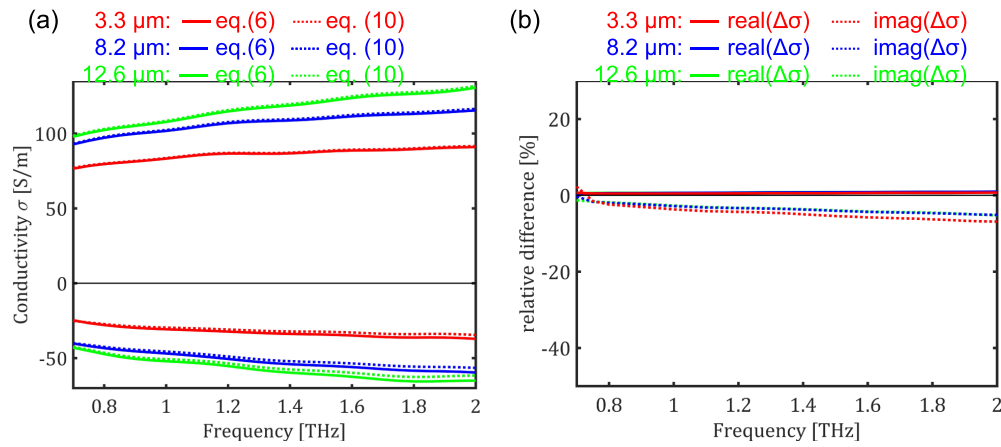 (a)
3.3 μm: eq.(6) eq. (10)
8.2 μm: eq.(6) eq. (10)
12.6 μm: eq.(6) eq. (10)
Conductivity σ [S/m]
100
50
0
-50
0.8 1 1.2 1.4 1.6 1.8 2
Frequency [THz]
(b)
3.3 μm: real(Δσ) imag(Δσ)
8.2 μm: real(Δσ) imag(Δσ)
12.6 μm: real(Δσ) imag(Δσ)
relative difference [%]
20
0
-20
-40
0.8 1 1.2 1.4 1.6 1.8 2
Frequency [THz]